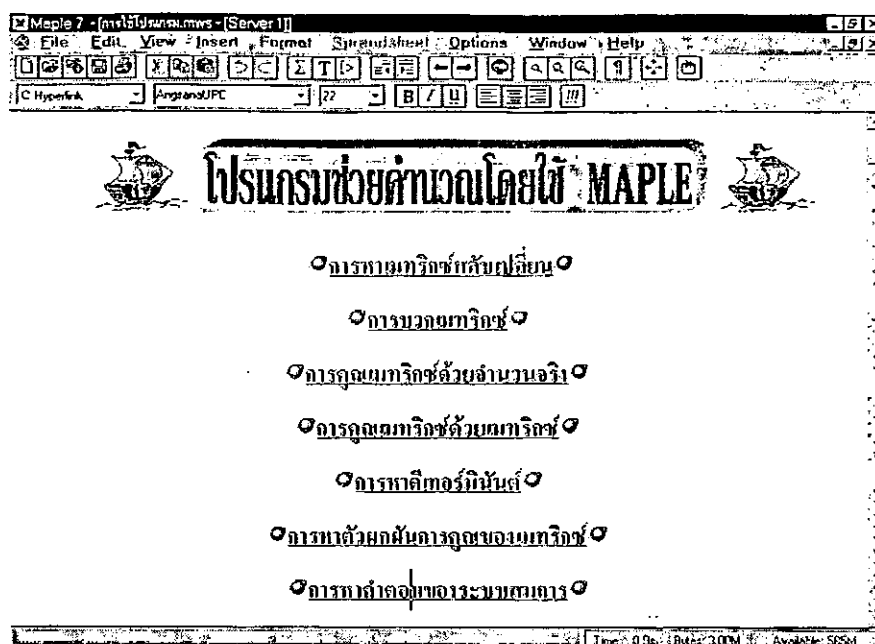 Maple 7 - [การใช้โปรแกรม.mws - [Server 1]]
File Edit View Insert Format Spreadsheet Options Window Help
C Hyperlink AngsanaUPC 22 B I U !!!
โปรแกรมช่วยคำนวณโดยใช้ MAPLE
การหาเมทริกซ์สลับเปลี่ยน
การบวกเมทริกซ์
การคูณเมทริกซ์ด้วยจำนวนจริง
การคูณเมทริกซ์ด้วยเมทริกซ์
การหาดีเทอร์มินันต์
การหาตัวผกผันการคูณของเมทริกซ์
การหาคำตอบของระบบสมการ
Time: 0.9s Bytes: 3.00M Available: 585M